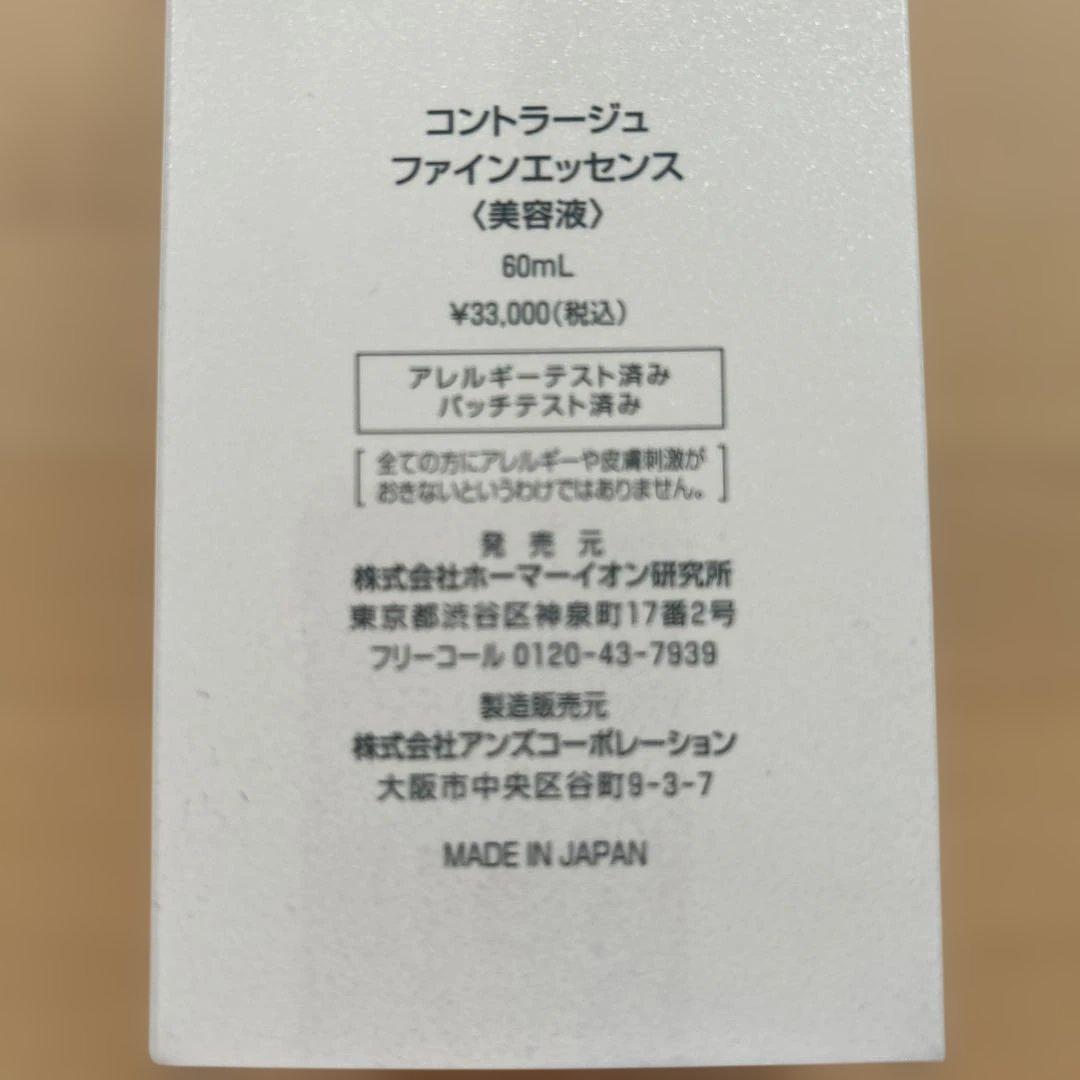 コントラージュ
ファインエッセンス
〈美容液〉
60mL
¥33,000(税込)
アレルギーテスト済み
パッチテスト済み
全ての方にアレルギーや皮膚刺激が
おきないというわけではありません。
発売元
株式会社ホーマーイオン研究所
東京都渋谷区神泉町17番2号
フリーコール 0120-43-7939
製造販売元
株式会社アンズコーポレーション
大阪市中央区谷町9-3-7
MADE IN JAPAN